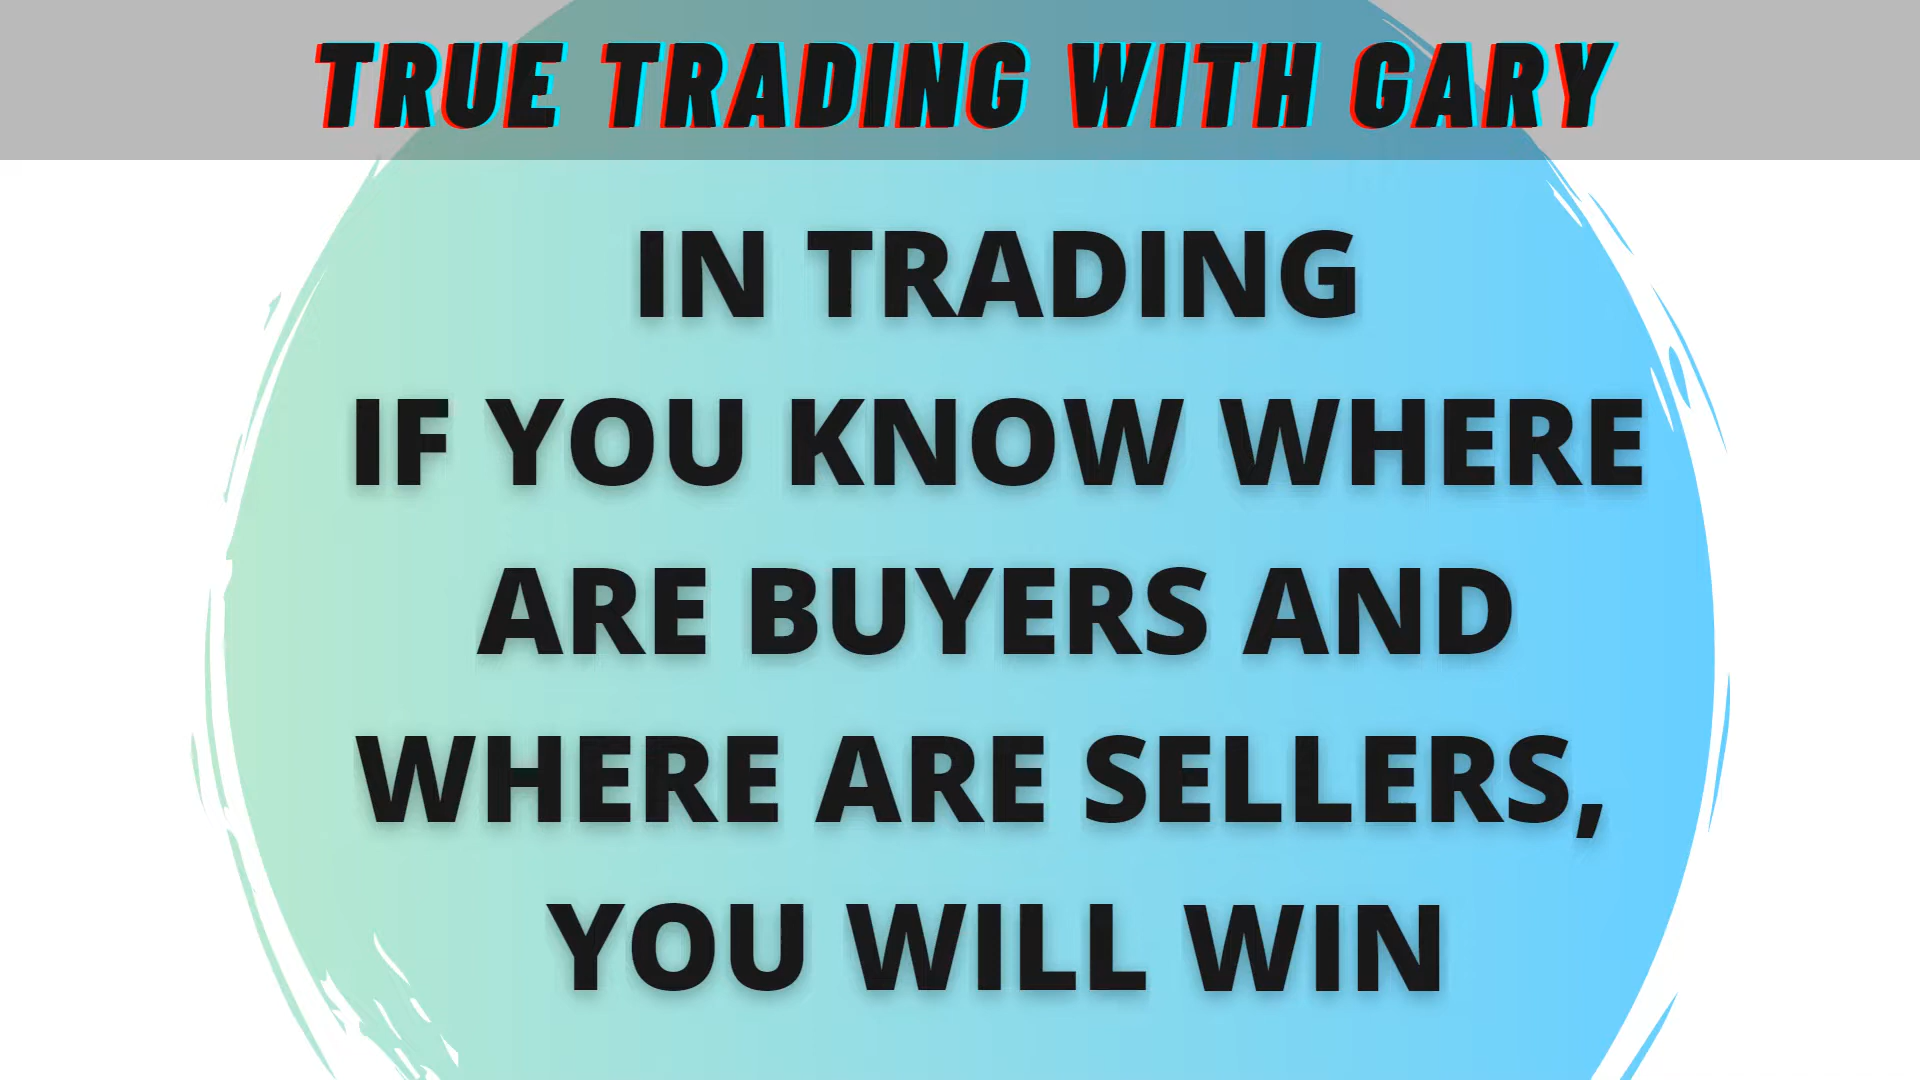 TRUE TRADING WITH GARY
IN TRADING
IF YOU KNOW WHERE
ARE BUYERS AND
WHERE ARE SELLERS,
YOU WILL WIN